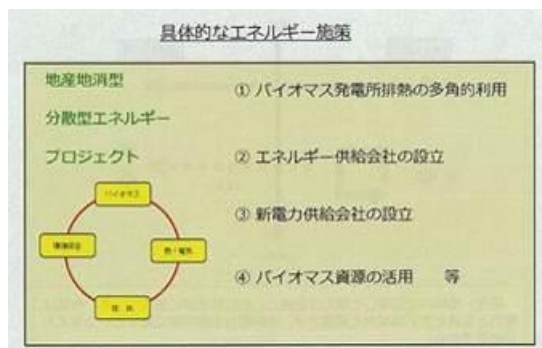 具体的なエネルギー施策
地産地消型
分散型エネルギー
プロジェクト
① バイオマス発電所排熱の多角的利用
② エネルギー供給会社の設立
③ 新電力供給会社の設立
④ バイオマス資源の活用 等
バイオマス
熱・電気